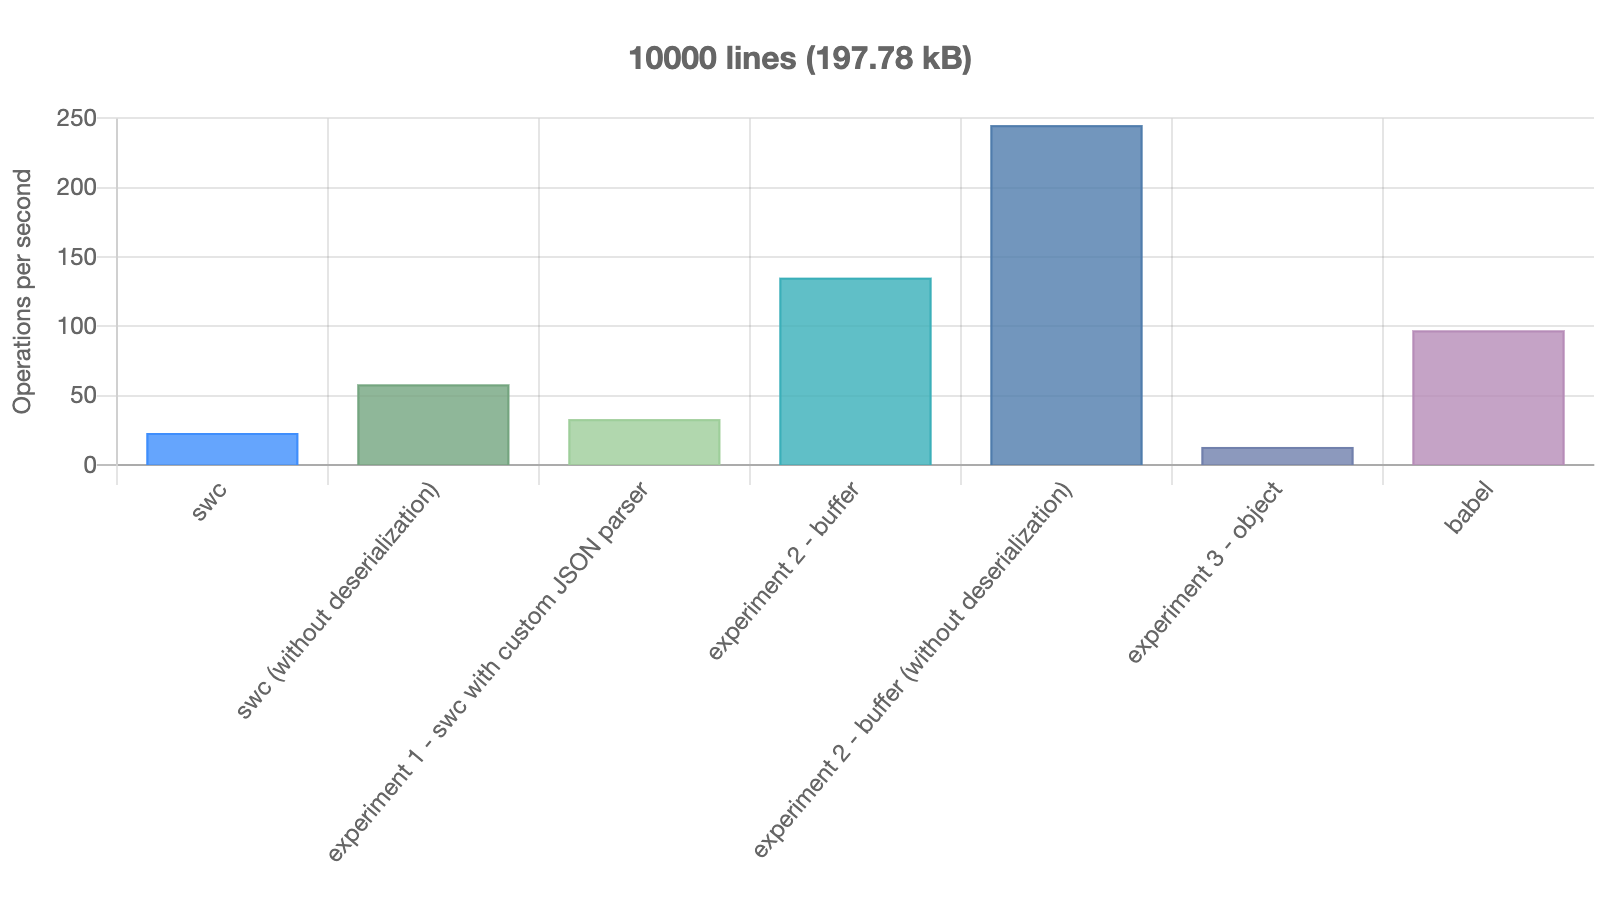 10000 lines (197.78 kB)
Operations per second
250
200
150
100
50
0
swc
swc (without deserialization)
experiment 1 - swc with custom JSON parser
experiment 2 - buffer
experiment 2 - buffer (without deserialization)
experiment 3 - object
babel